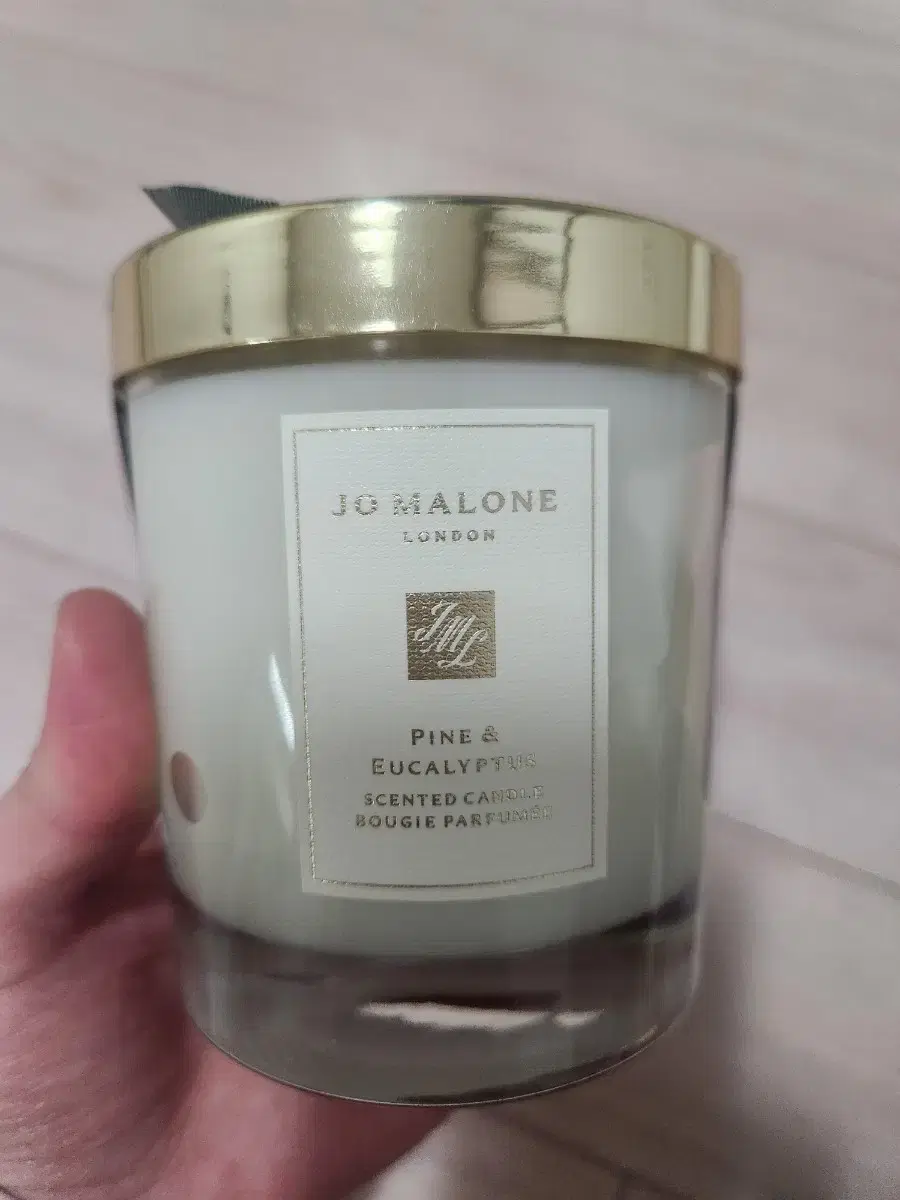 JO MALONE
LONDON
JML
PINE &
EUCALYPTUS
SCENTED CANDLE
BOUGIE PARFUMÉE